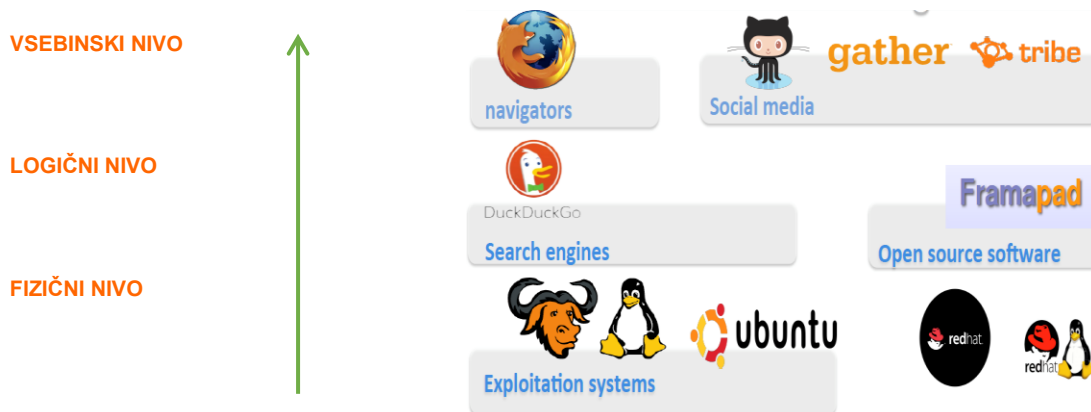 VSEBINSKI NIVO
gather
tribe
navigators
Social media
LOGIČNI NIVO
DuckDuckGo
Framapad
Search engines
Open source software
FIZIČNI NIVO
ubuntu
redhat
redhat
Exploitation systems